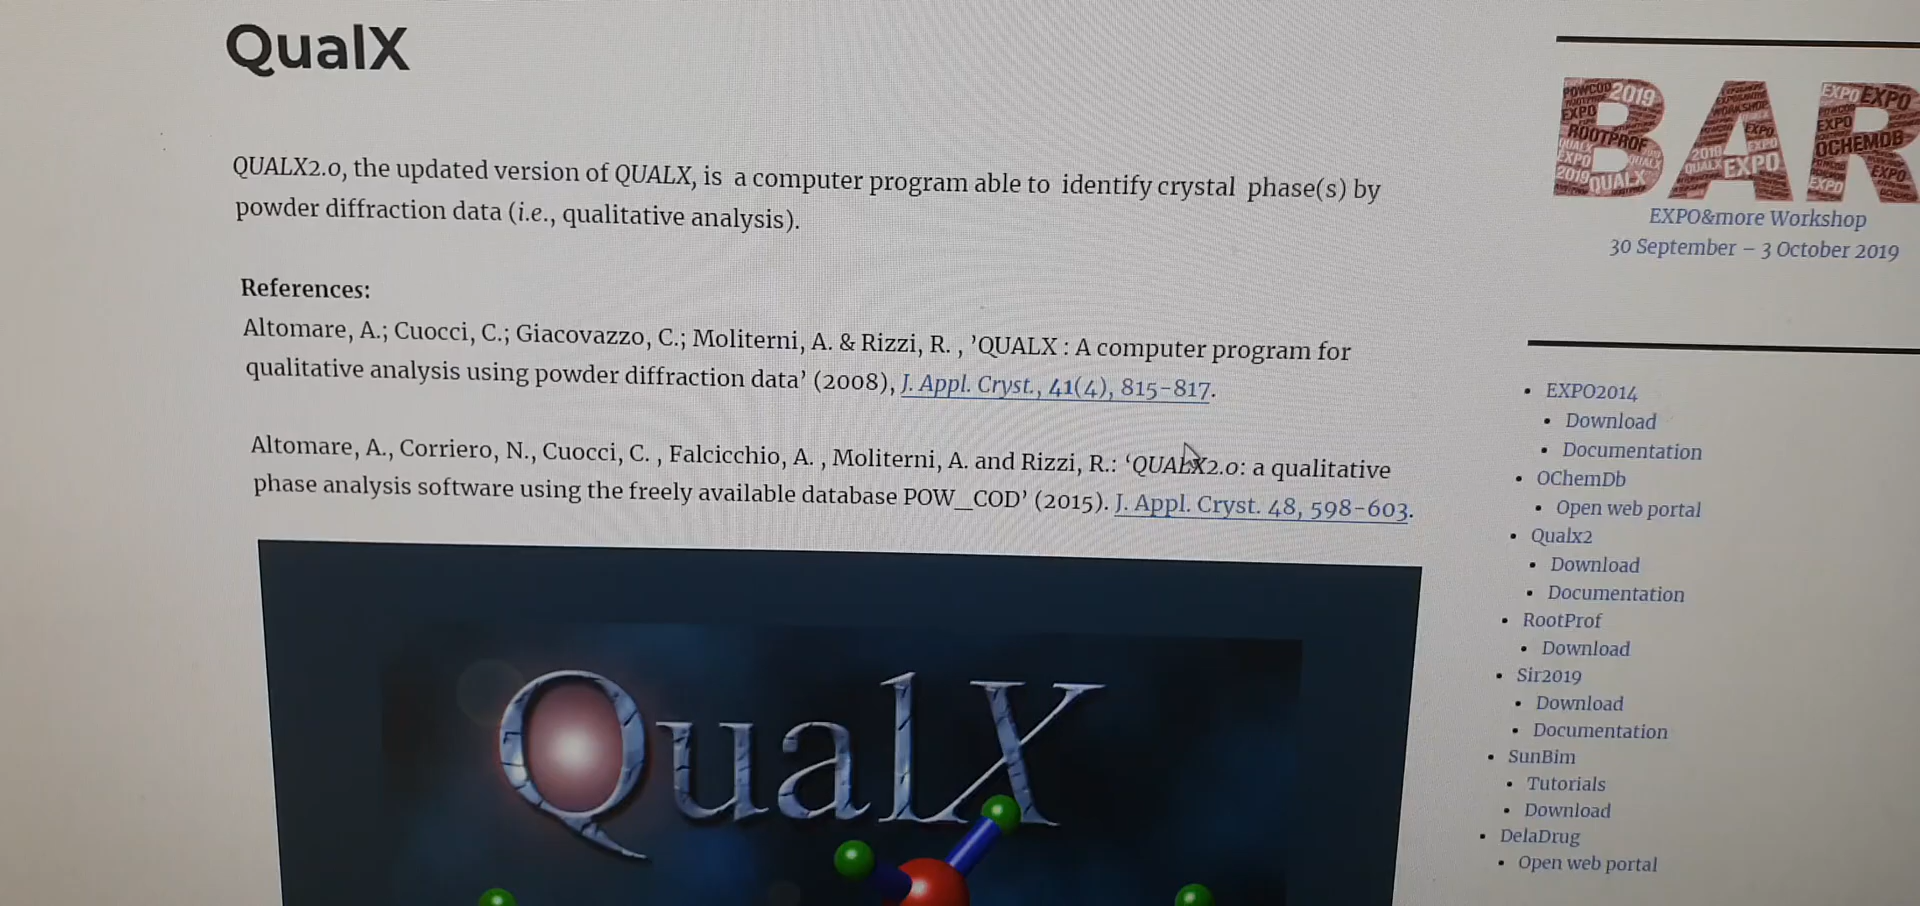 QualX
QUALX2.0, the updated version of QUALX, is a computer program able to identify crystal phase(s) by
powder diffraction data (i.e., qualitative analysis).
References:
Altomare, A.; Cuocci, C.; Giacovazzo, C.; Moliterni, A. & Rizzi, R. , ’QUALX : A computer program for
qualitative analysis using powder diffraction data’ (2008), J. Appl. Cryst., 41(4), 815-817.
Altomare, A., Corriero, N., Cuocci, C. , Falcicchio, A. , Moliterni, A. and Rizzi, R.: ‘QUALX2.0: a qualitative
phase analysis software using the freely available database POW_COD’ (2015). J. Appl. Cryst. 48, 598-603.
QualX
BAR
EXPO&more Workshop
30 September – 3 October 2019
EXPO2014
Download
Documentation
OChemDb
Open web portal
Qualx2
Download
Documentation
RootProf
Download
Sir2019
Download
Documentation
SunBim
Tutorials
Download
DelaDrug
Open web portal